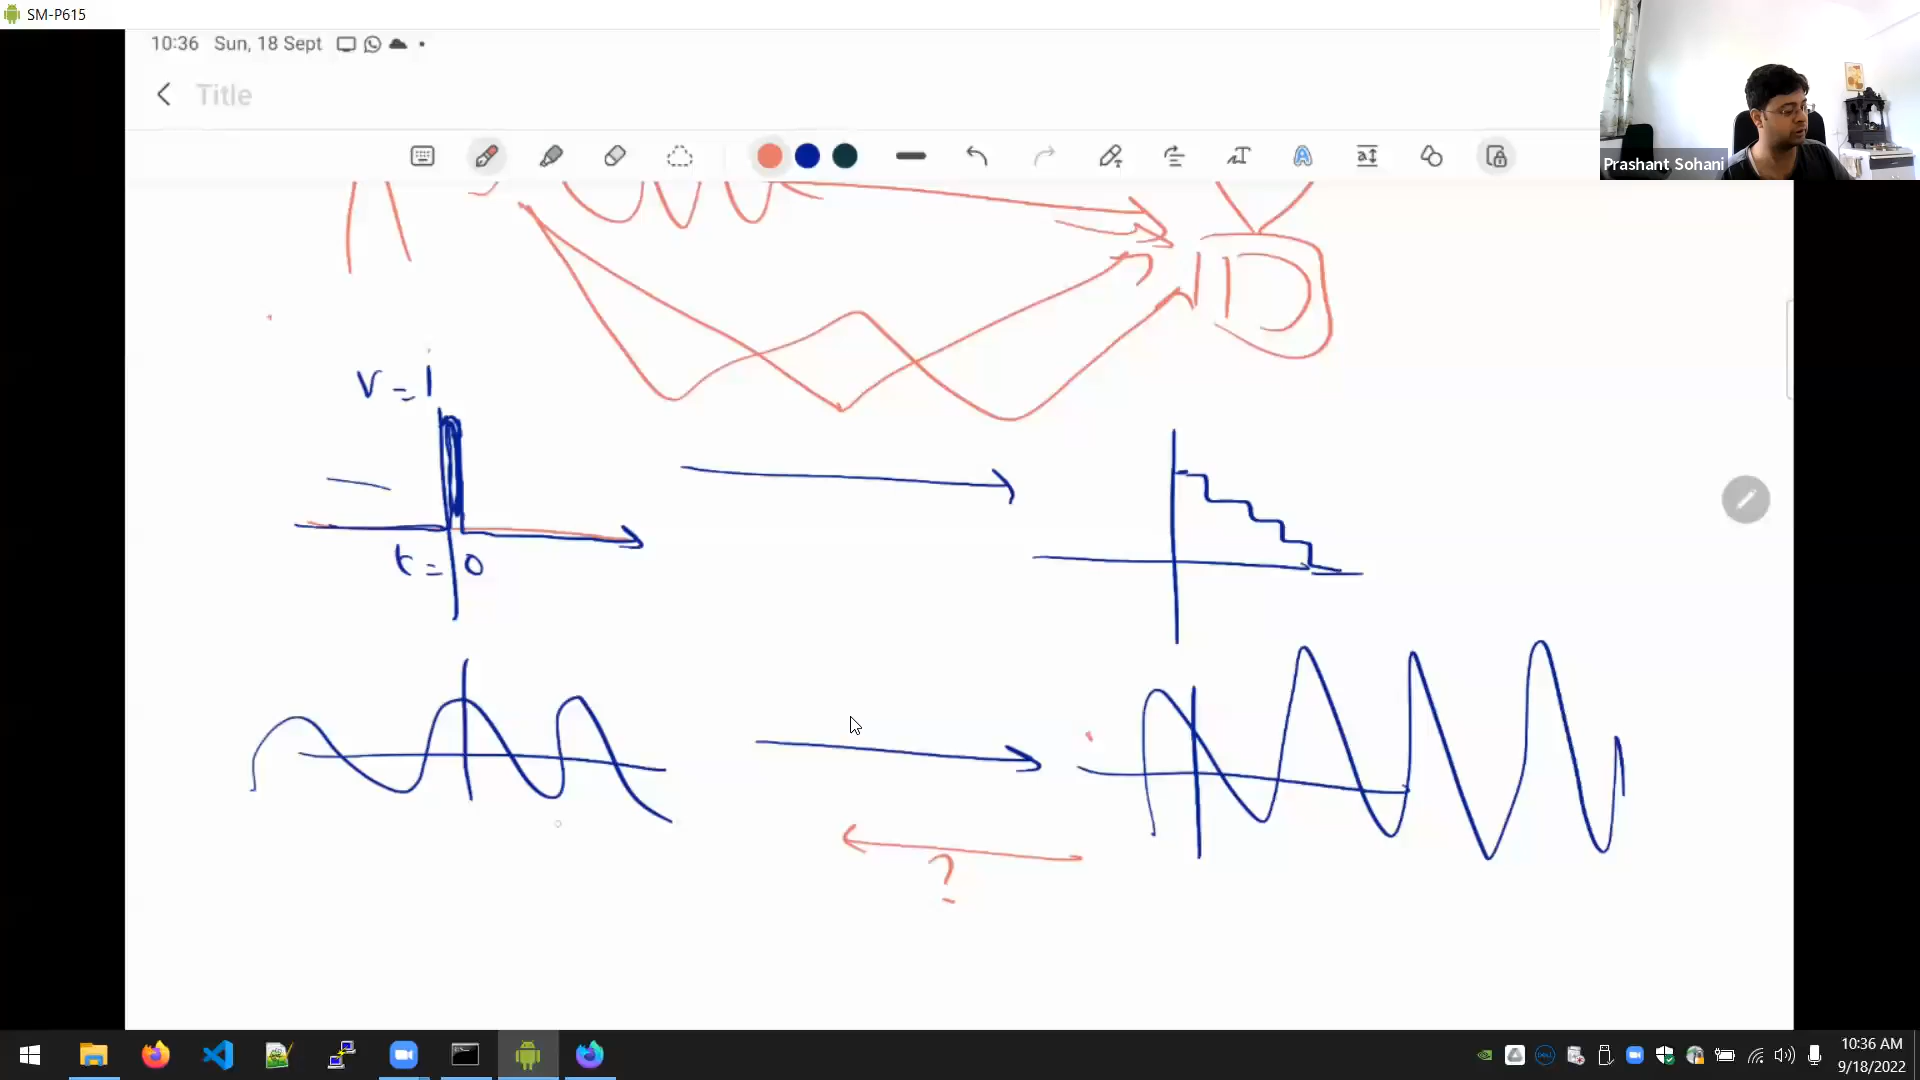 SM-P615
10:36 Sun, 18 Sept
Title
Prashant Sohani
D
V = 1
t = 0
?
10:36 AM
9/18/2022